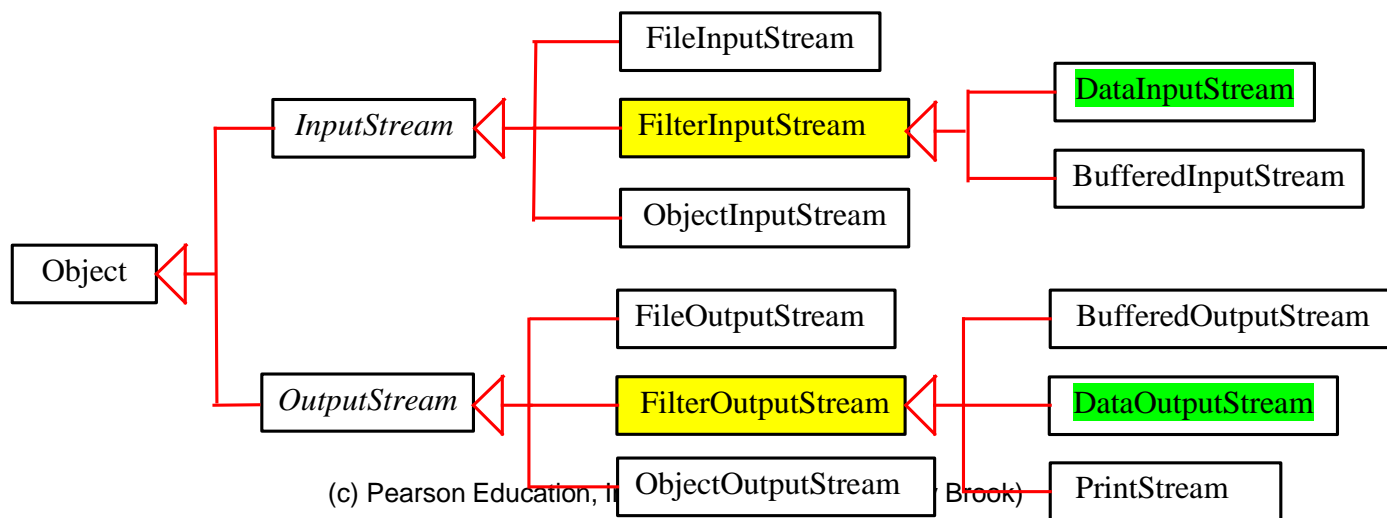 FileInputStream
DataInputStream
InputStream
FilterInputStream
BufferedInputStream
ObjectInputStream
Object
FileOutputStream
BufferedOutputStream
OutputStream
FilterOutputStream
DataOutputStream
ObjectOutputStream
PrintStream
(c) Pearson Education, Brook)